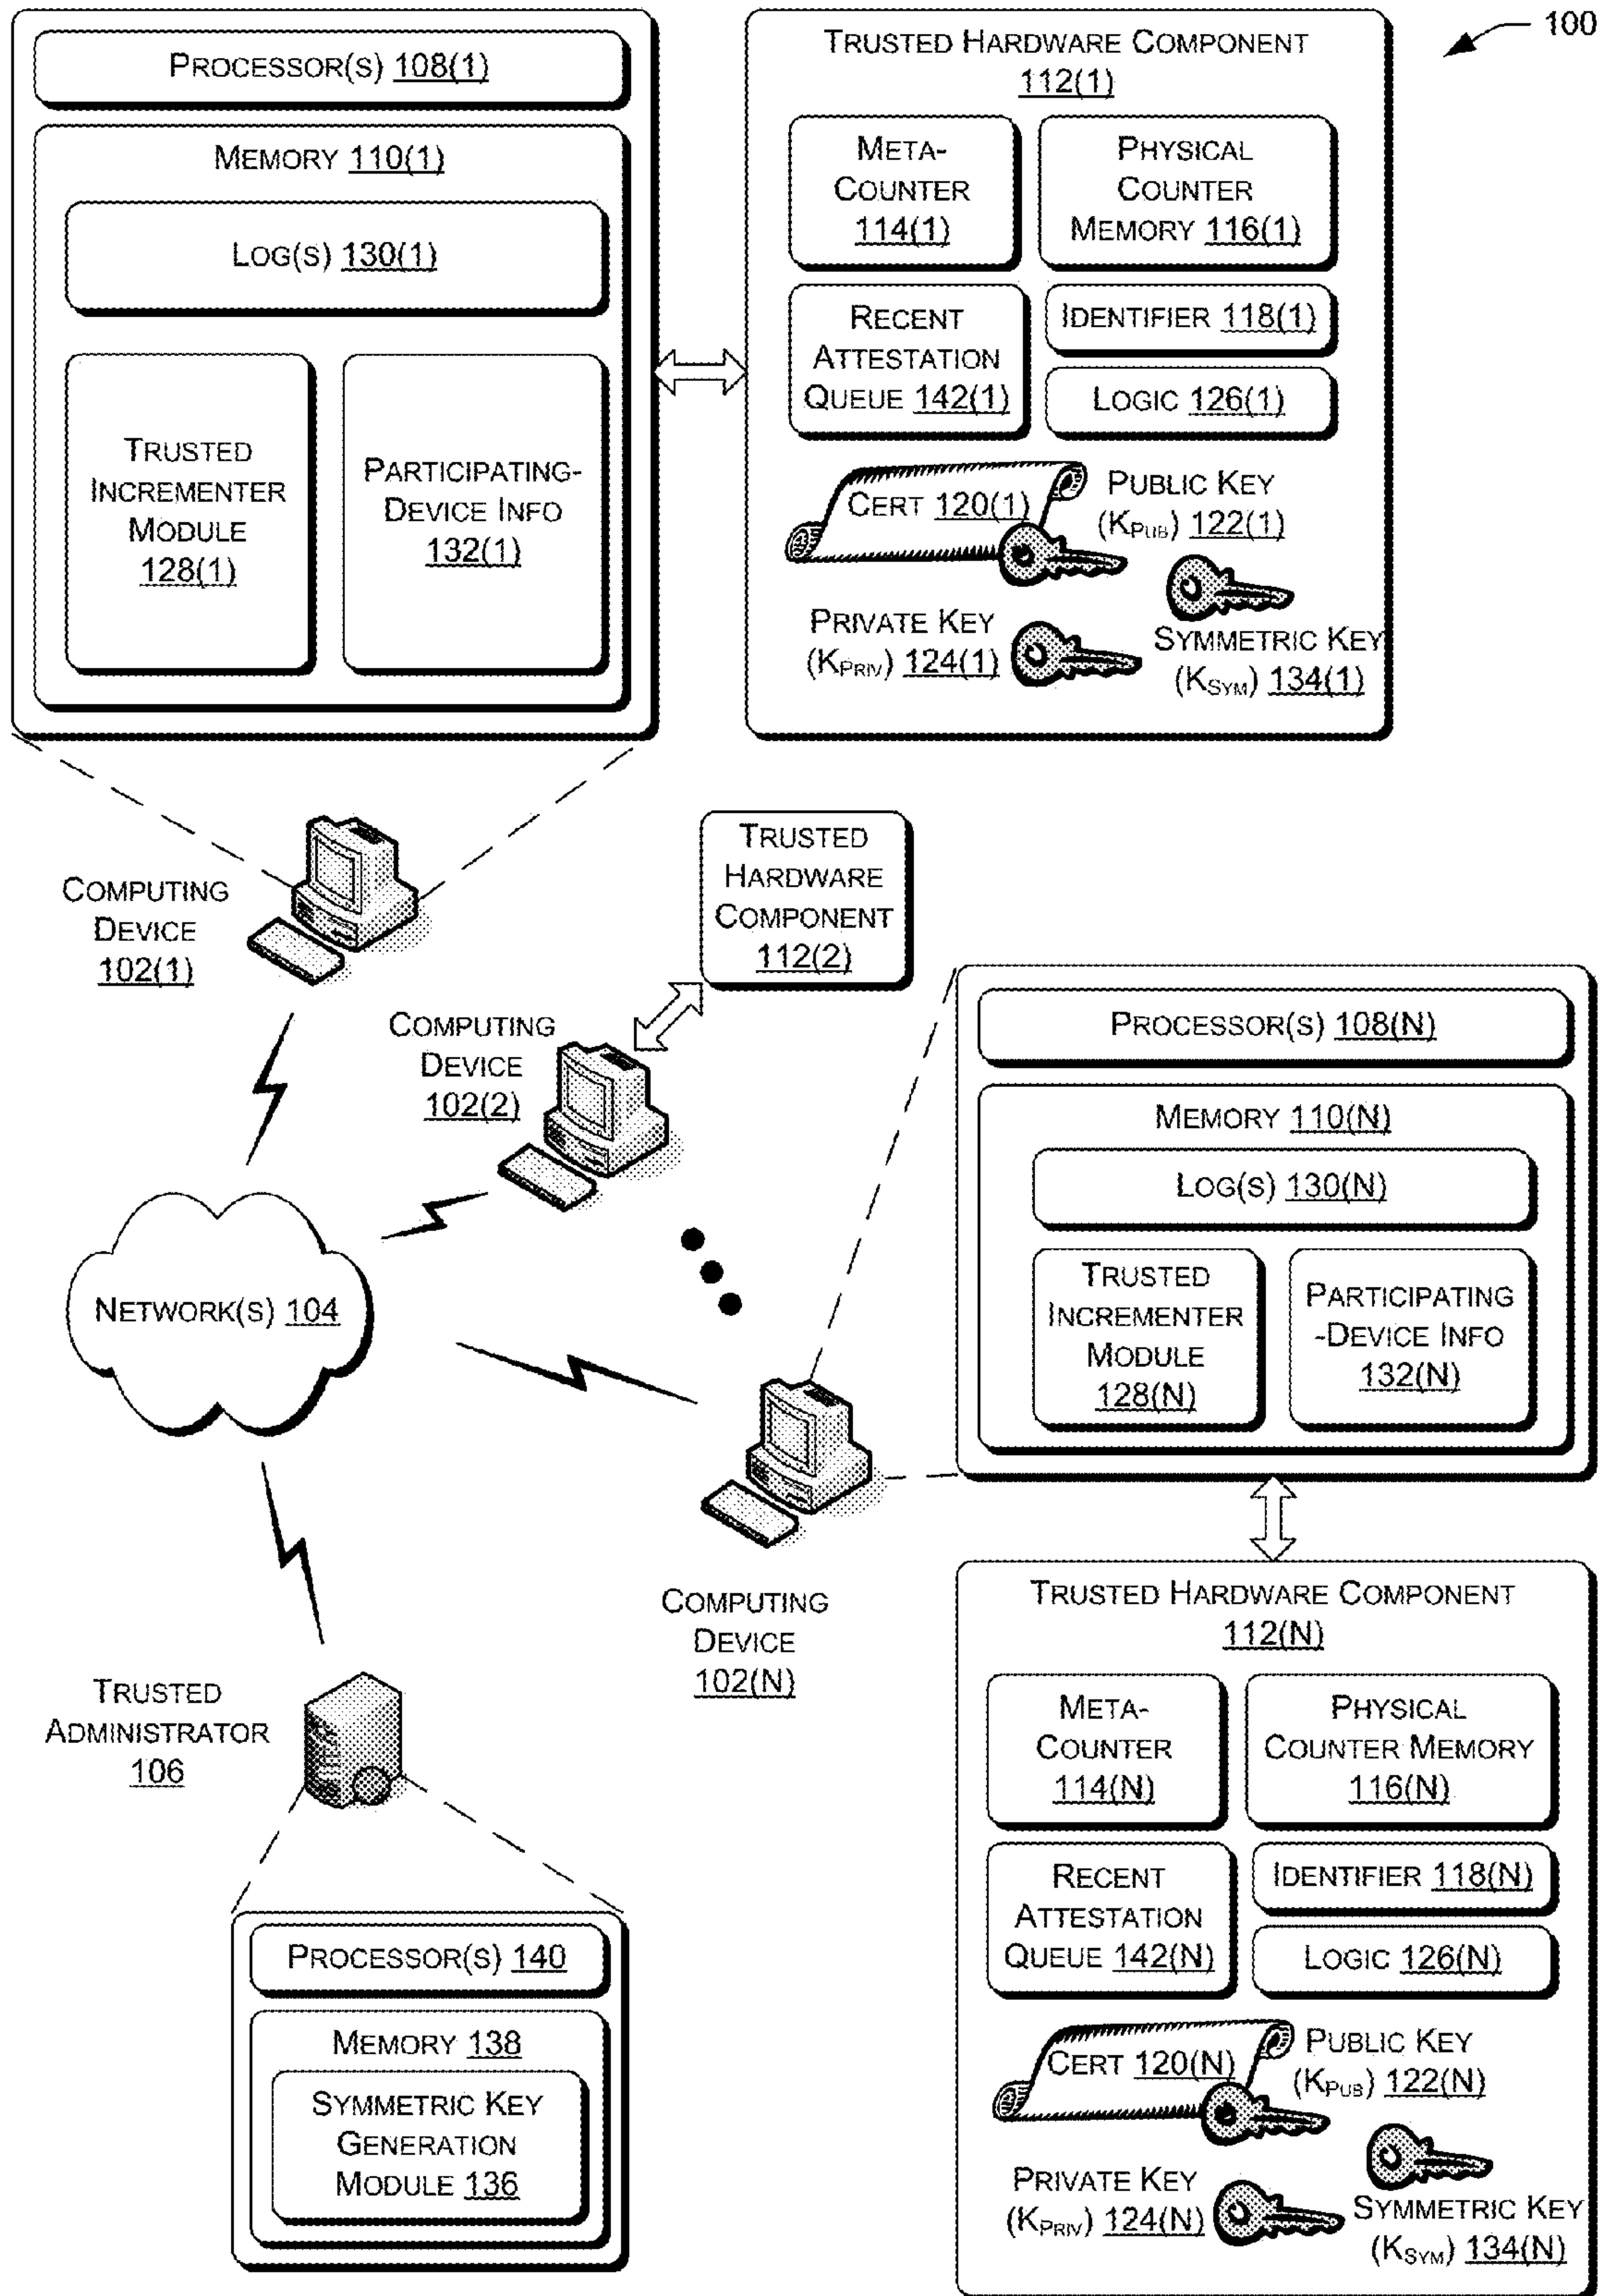 100
PROCESSOR(S) 108(1)
MEMORY 110(1)
LOG(S) 130(1)
TRUSTED
INCREMENTER
MODULE
128(1)
PARTICIPATING-
DEVICE INFO
132(1)
TRUSTED HARDWARE COMPONENT
112(1)
META-
COUNTER
114(1)
PHYSICAL
COUNTER
MEMORY 116(1)
RECENT
ATTESTATION
QUEUE 142(1)
IDENTIFIER 118(1)
LOGIC 126(1)
CERT 120(1)
PUBLIC KEY
(KPUB) 122(1)
PRIVATE KEY
(KPRIV) 124(1)
SYMMETRIC KEY
(KSYM) 134(1)
COMPUTING
DEVICE
102(1)
TRUSTED
HARDWARE
COMPONENT
112(2)
COMPUTING
DEVICE
102(2)
NETWORK(S) 104
PROCESSOR(S) 108(N)
MEMORY 110(N)
LOG(S) 130(N)
TRUSTED
INCREMENTER
MODULE
128(N)
PARTICIPATING
-DEVICE INFO
132(N)
COMPUTING
DEVICE
102(N)
TRUSTED HARDWARE COMPONENT
112(N)
META-
COUNTER
114(N)
PHYSICAL
COUNTER MEMORY
116(N)
RECENT
ATTESTATION
QUEUE 142(N)
IDENTIFIER 118(N)
LOGIC 126(N)
CERT 120(N)
PUBLIC KEY
(KPUB) 122(N)
PRIVATE KEY
(KPRIV) 124(N)
SYMMETRIC KEY
(KSYM) 134(N)
TRUSTED
ADMINISTRATOR
106
PROCESSOR(S) 140
MEMORY 138
SYMMETRIC KEY
GENERATION
MODULE 136